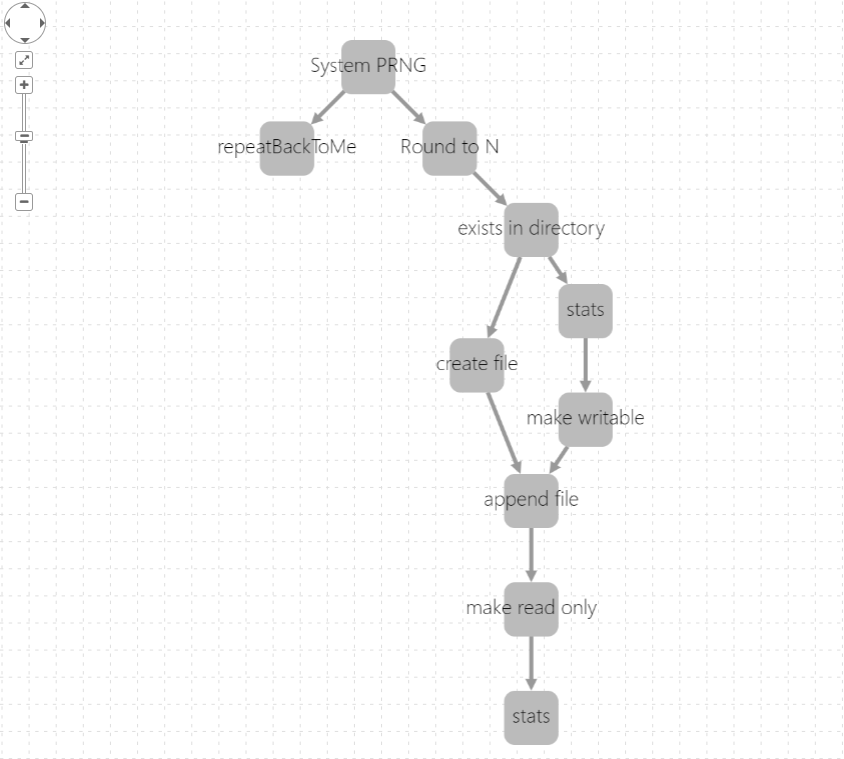 System PRNG
repeatBackToMe
Round to N
exists in directory
stats
create file
make writable
append file
make read only
stats